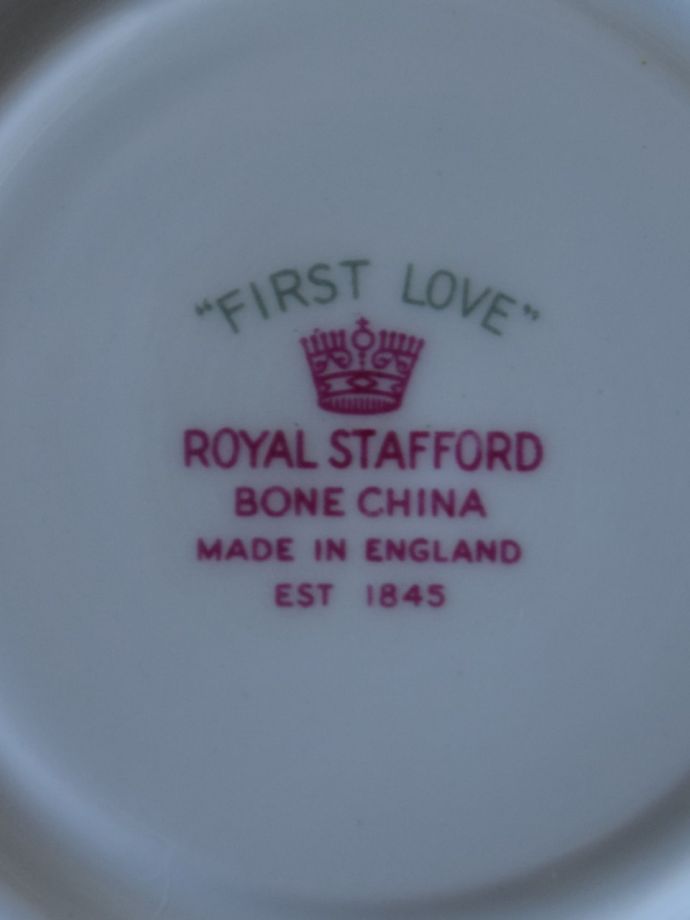 "FIRST LOVE"
ROYAL STAFFORD
BONE CHINA
MADE IN ENGLAND
EST 1845